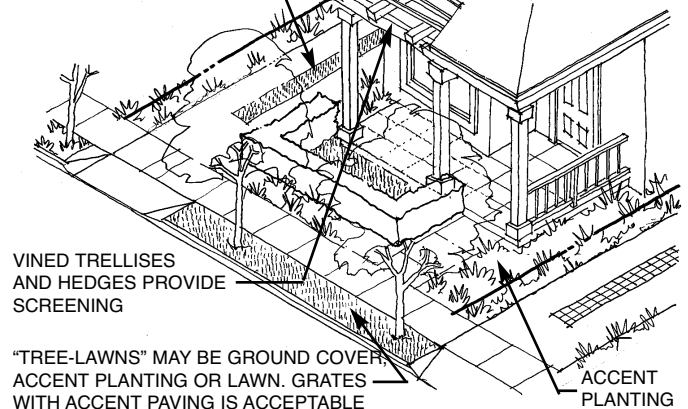 VINED TRELLISES
AND HEDGES PROVIDE
SCREENING
“TREE-LAWNS” MAY BE GROUND COVER,
ACCENT PLANTING OR LAWN. GRATES
WITH ACCENT PAVING IS ACCEPTABLE
ACCENT
PLANTING